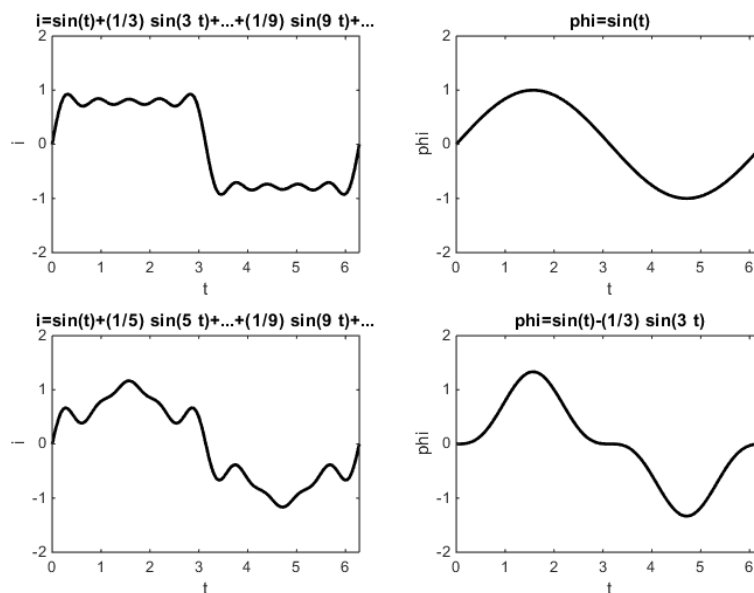 i=sin(t)+(1/3) sin(3 t)+...+(1/9) sin(9 t)+...
2
1
0
-1
-2
i
0 1 2 3 4 5 6
t
phi=sin(t)
2
1
0
-1
-2
phi
0 1 2 3 4 5 6
t
i=sin(t)+(1/5) sin(5 t)+...+(1/9) sin(9 t)+...
2
1
0
-1
-2
i
0 1 2 3 4 5 6
t
phi=sin(t)-(1/3) sin(3 t)
2
1
0
-1
-2
phi
0 1 2 3 4 5 6
t